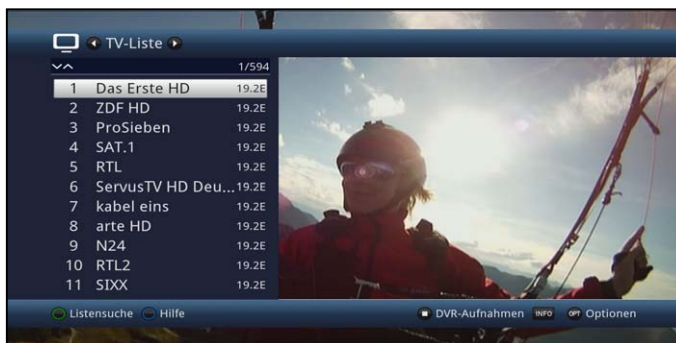 TV-Liste
1/594
1 Das Erste HD 19.2E
2 ZDF HD 19.2E
3 ProSieben 19.2E
4 SAT.1 19.2E
5 RTL 19.2E
6 ServusTV HD Deu...19.2E
7 kabel eins 19.2E
8 arte HD 19.2E
9 N24 19.2E
10 RTL2 19.2E
11 SIXX 19.2E
Listensuche Hilfe DVR-Aufnahmen INFO OPT Optionen